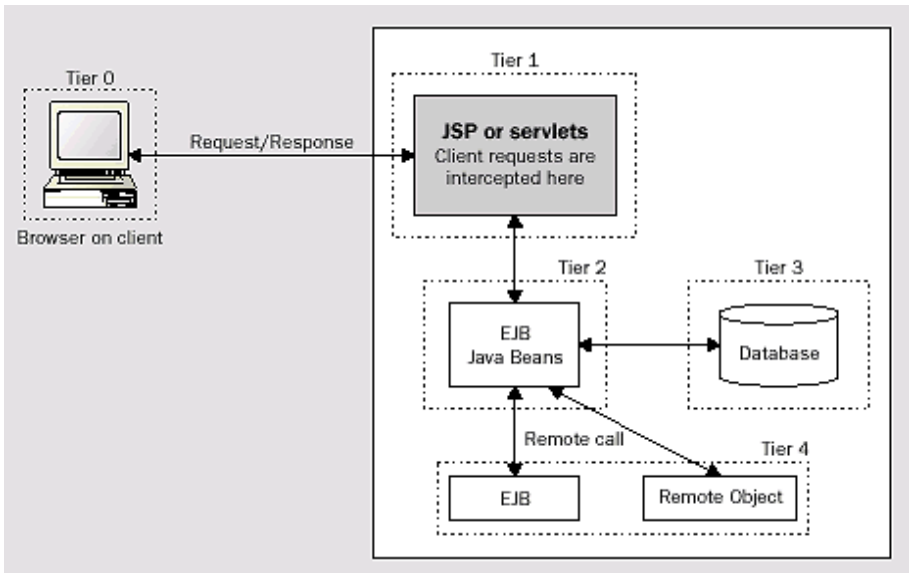 Tier 0
Browser on client
Request/Response
Tier 1
JSP or servlets
Client requests are
intercepted here
Tier 2
EJB
Java Beans
Tier 3
Database
Remote call
Tier 4
EJB
Remote Object